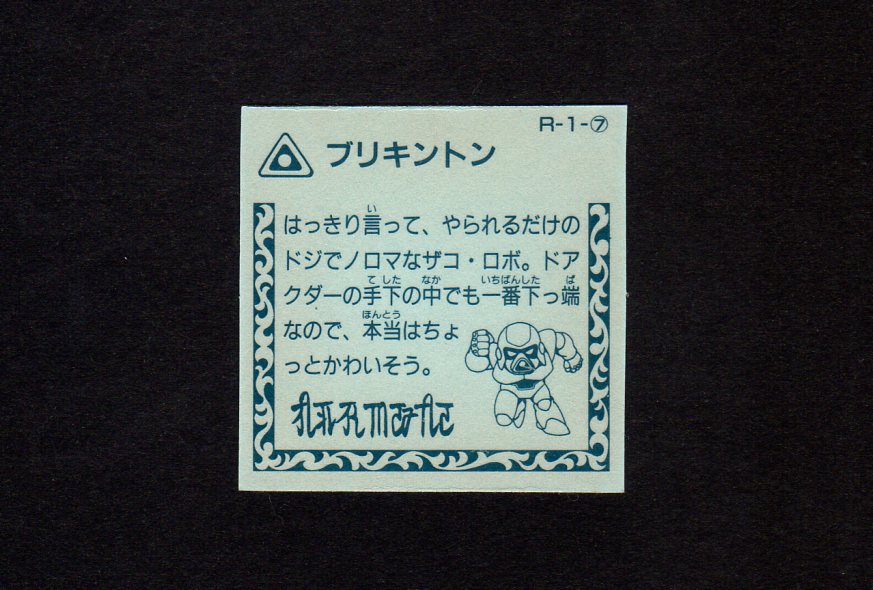 R-1-⑦
ブリキントン
はっきり言って、やられるだけの
ドジでノロマなザコ・ロボ。ドア
クダーの手下の中でも一番下っ端
なので、本当はちょ
っとかわいそう。